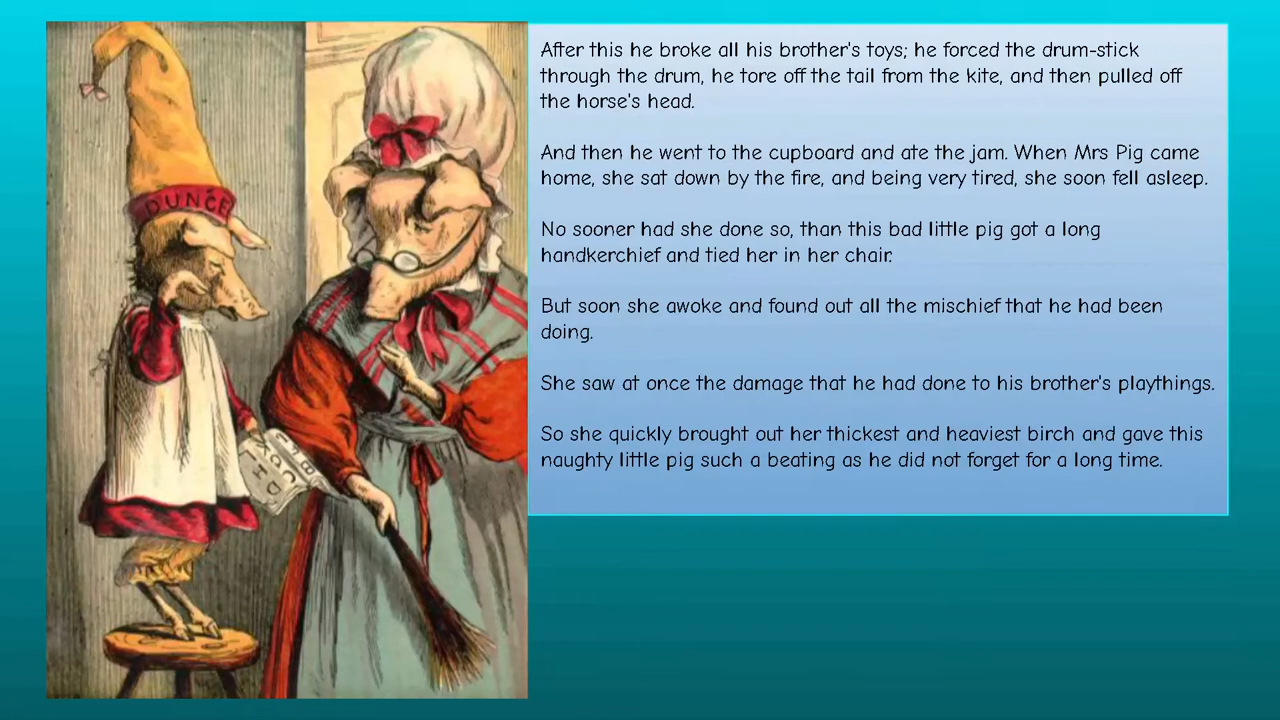 DUNCE
After this he broke all his brother's toys; he forced the drum-stick
through the drum, he tore off the tail from the kite, and then pulled off
the horse's head.
And then he went to the cupboard and ate the jam. When Mrs Pig came
home, she sat down by the fire, and being very tired, she soon fell asleep.
No sooner had she done so, than this bad little pig got a long
handkerchief and tied her in her chair.
But soon she awoke and found out all the mischief that he had been
doing.
She saw at once the damage that he had done to his brother's playthings.
So she quickly brought out her thickest and heaviest birch and gave this
naughty little pig such a beating as he did not forget for a long time.